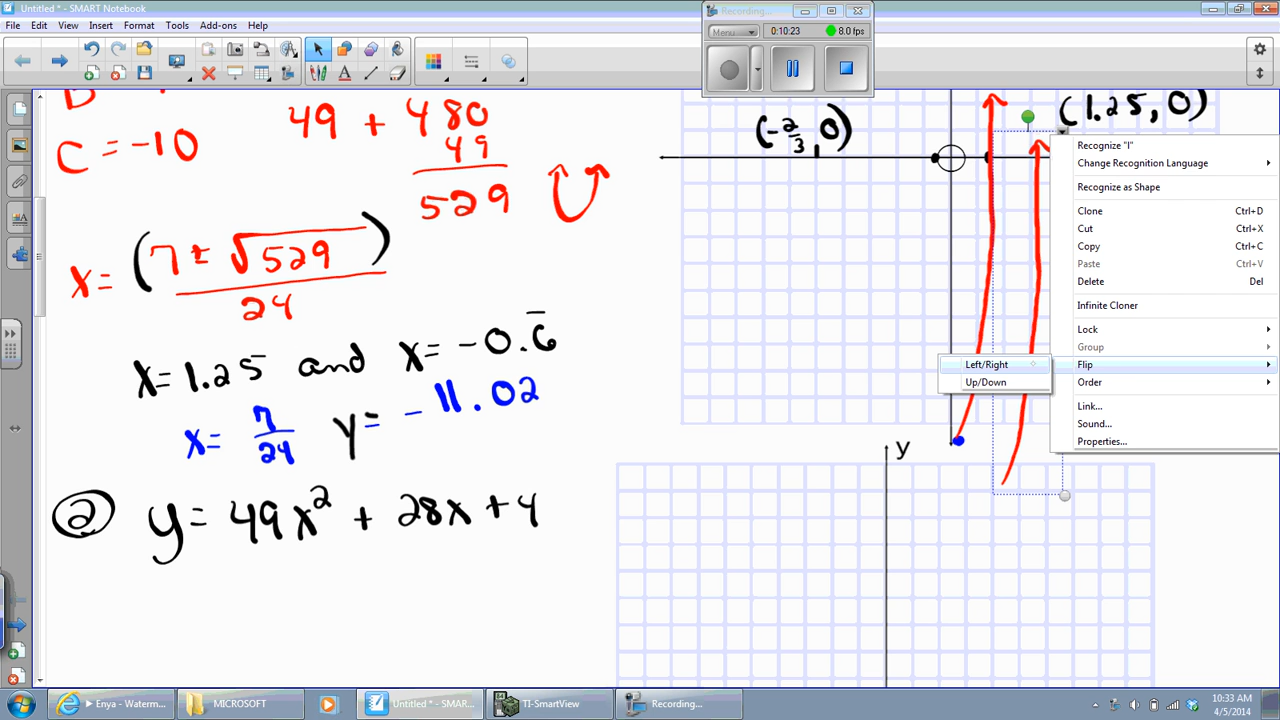 Untitled * - SMART Notebook
File Edit View Insert Format Tools Add-ons Help
Recording...
Menu 0:10:23 8.0 fps
C = -10
49 + 480
49
529
x = (7 ± √529)
24
x = 1.25 and x = -0.6̅
x = 7/24 y = -11.02
② y = 49x² + 28x + 4
(-2/3, 0)
(1.25, 0)
y
Recognize "l"
Change Recognition Language
Recognize as Shape
Clone Ctrl+D
Cut Ctrl+X
Copy Ctrl+C
Paste Ctrl+V
Delete Del
Infinite Cloner
Lock
Group
Flip
Order
Link...
Sound...
Properties...
Left/Right
Up/Down
Enya - Waterm...
MICROSOFT
Untitled * - SMAR...
TI-SmartView
Recording...
10:33 AM
4/5/2014